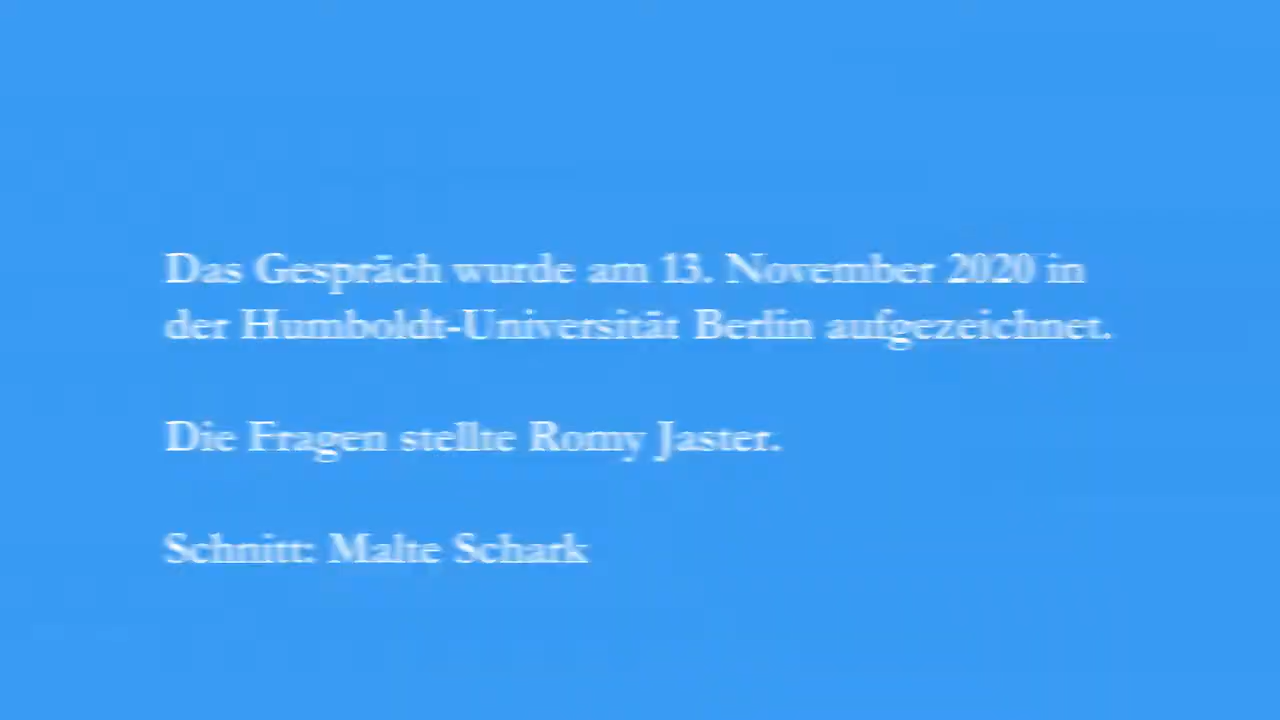 Das Gespräch wurde am 13. November 2020 in
der Humboldt-Universität Berlin aufgezeichnet.
Die Fragen stellte Romy Jaster.
Schnitt: Malte Schark